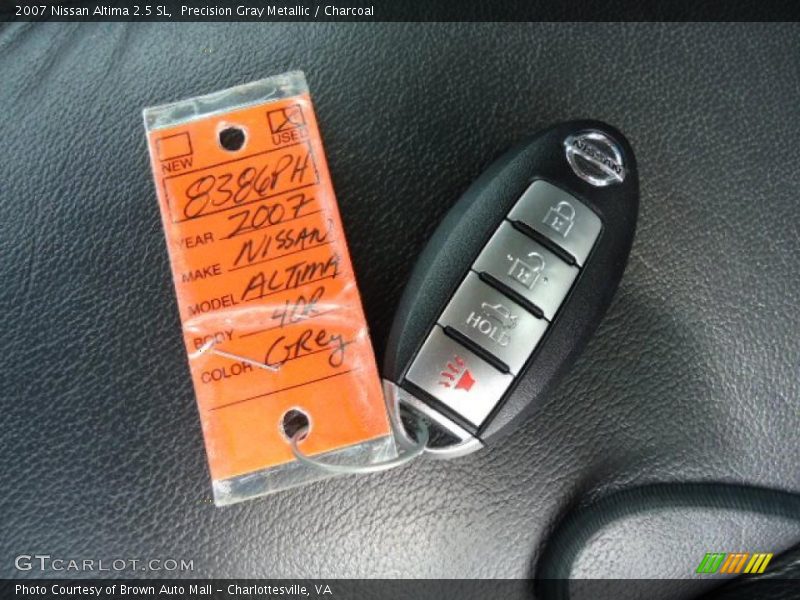 2007 Nissan Altima 2.5 SL,  Precision Gray Metallic / Charcoal
NEW
USED
8386PH
YEAR 2007
MAKE NISSAN
MODEL ALTIMA
BODY 4DR
COLOR GRey
NISSAN
HOLD
GTCARLOT.COM
Photo Courtesy of Brown Auto Mall - Charlottesville, VA